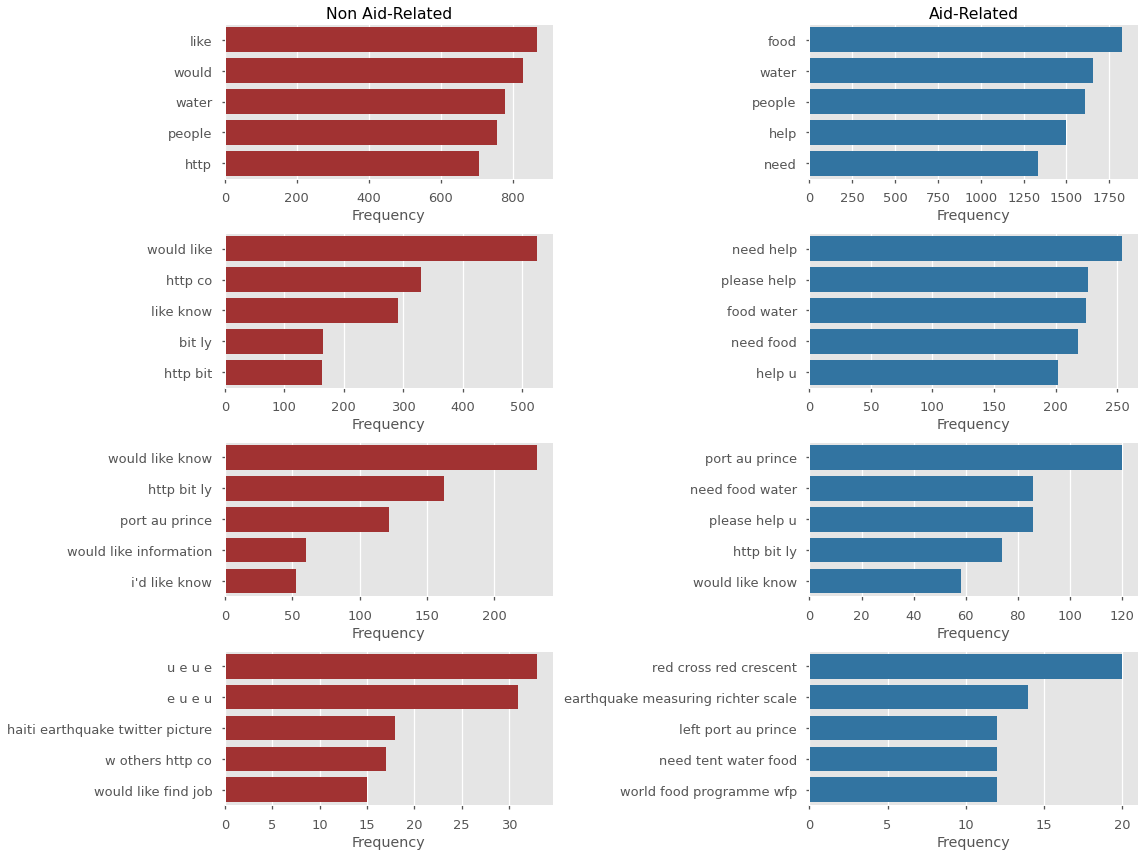 Non Aid-Related
like
would
water
people
http
0 200 400 600 800
Frequency
Aid-Related
food
water
people
help
need
0 250 500 750 1000 1250 1500 1750
Frequency
would like
http co
like know
bit ly
http bit
0 100 200 300 400 500
Frequency
need help
please help
food water
need food
help u
0 50 100 150 200 250
Frequency
would like know
http bit ly
port au prince
would like information
i'd like know
0 50 100 150 200
Frequency
port au prince
need food water
please help u
http bit ly
would like know
0 20 40 60 80 100 120
Frequency
u e u e
e u e u
haiti earthquake twitter picture
w others http co
would like find job
0 5 10 15 20 25 30
Frequency
red cross red crescent
earthquake measuring richter scale
left port au prince
need tent water food
world food programme wfp
0 5 10 15 20
Frequency